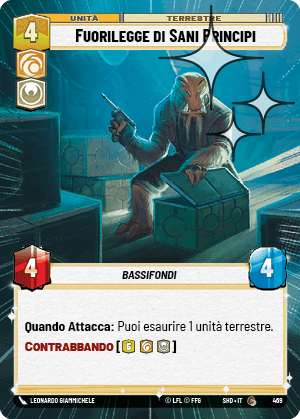 UNITÀ TERRESTRE
4 FUORILEGGE DI SANI PRINCIPI
4 4
BASSIFONDI
Quando Attacca: Puoi esaurire 1 unità terrestre.
CONTRABBANDO [6]
LEONARDO GIAMMICHELE © LFL © FFG SHD • IT 469